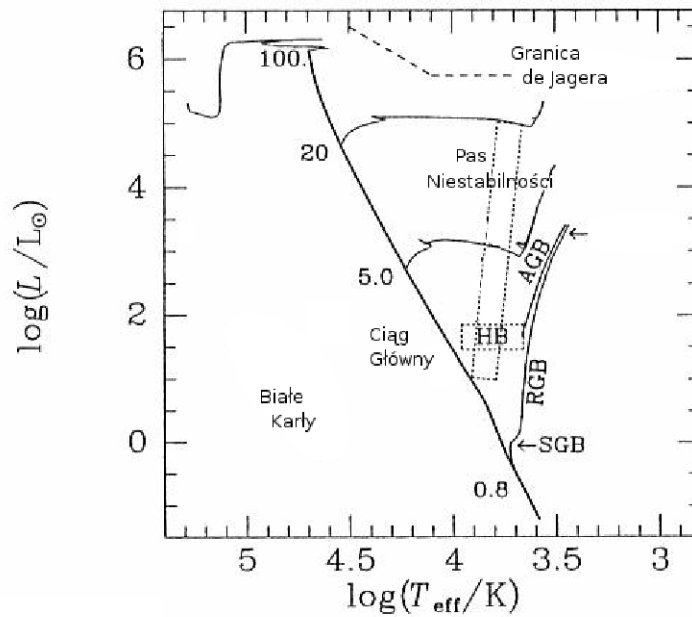 6
4
2
0
log(L/L☉)
100.
20
5.0
0.8
Granica
de Jagera
Pas
Niestabilności
AGB
←
HB
RGB
←SGB
Ciąg
Główny
Białe
Karły
5
4.5
4
3.5
3
log(Teff/K)